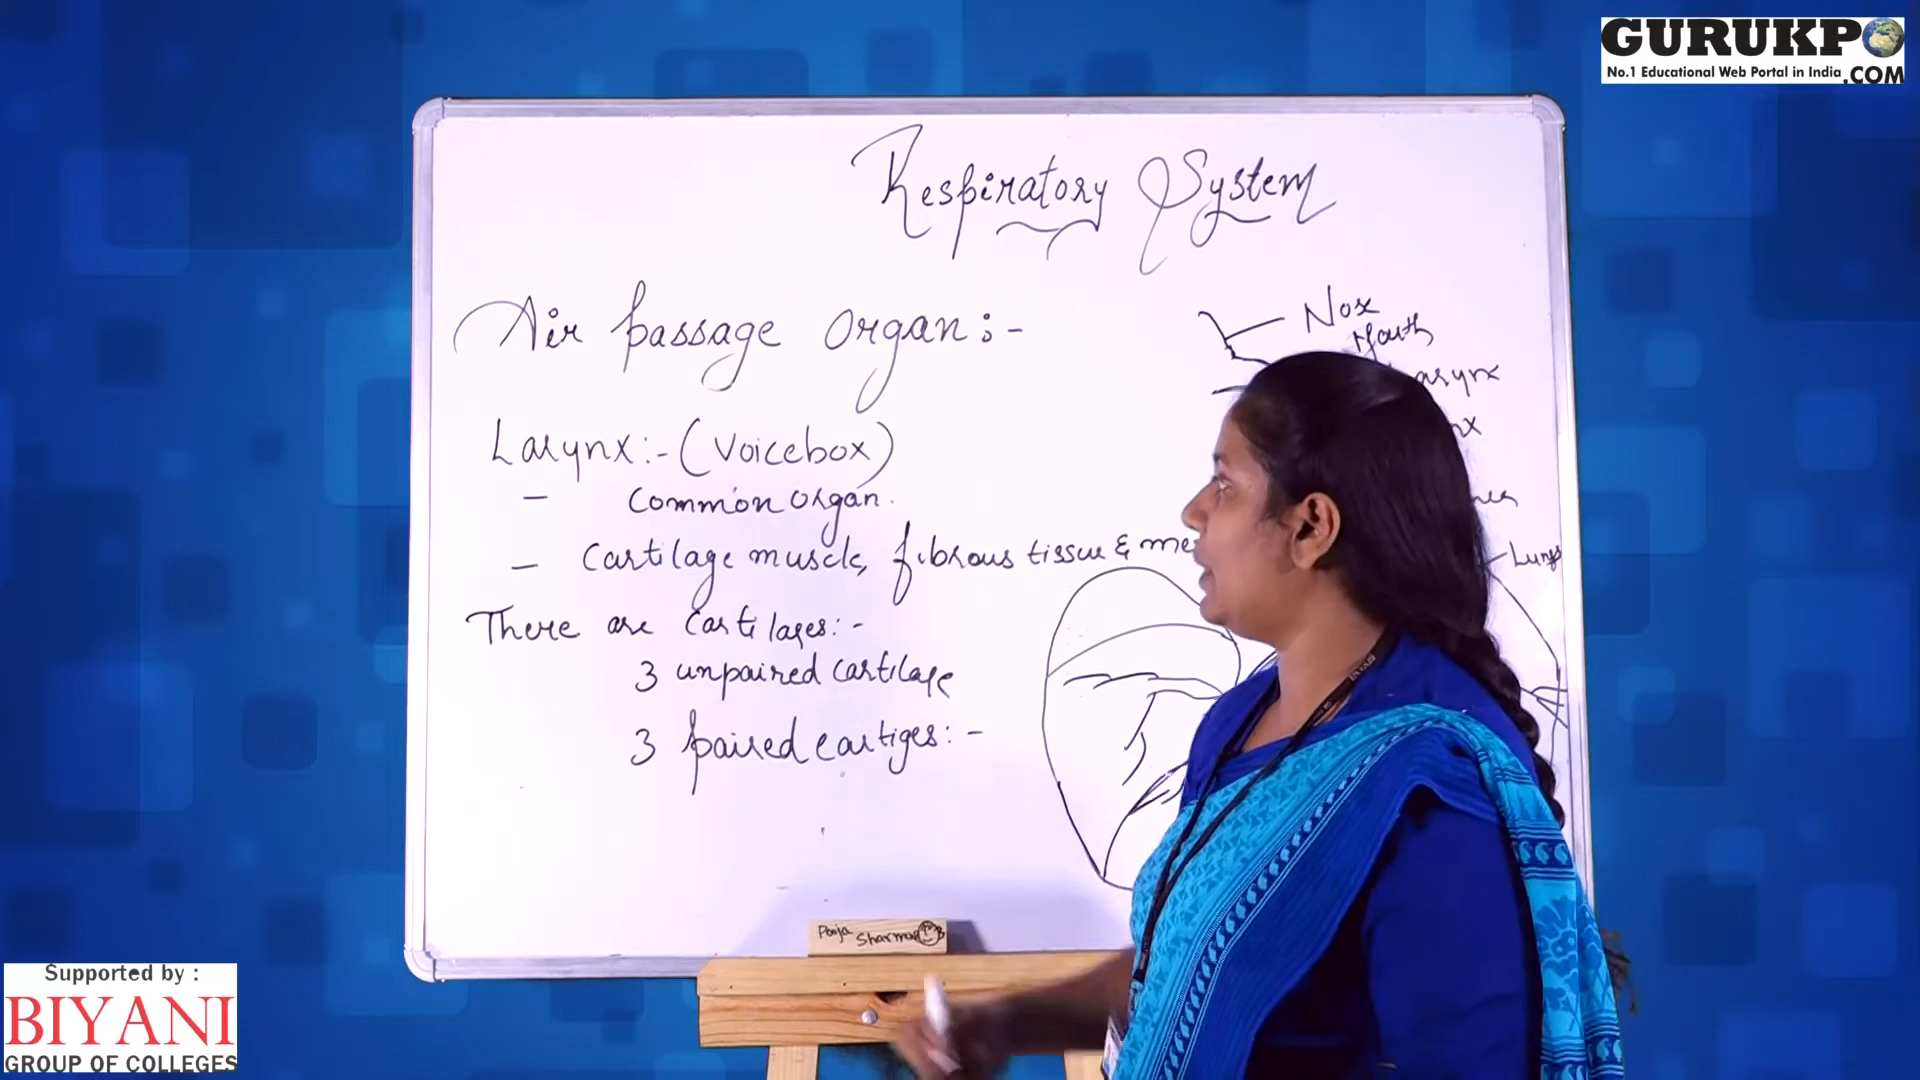 GURUKPO
No.1 Educational Web Portal in India
.COM
Respiratory System
Air passage organ:-
Larynx:- (Voicebox)
- Common organ.
- Cartilage muscle, fibrous tissue & me
There are cartilages:-
3 unpaired cartilage
3 paired cartiges:-
Nose
Mouth
arynx
nx
Lungs
Pooja
Sharma
Supported by :
BIYANI
GROUP OF COLLEGES